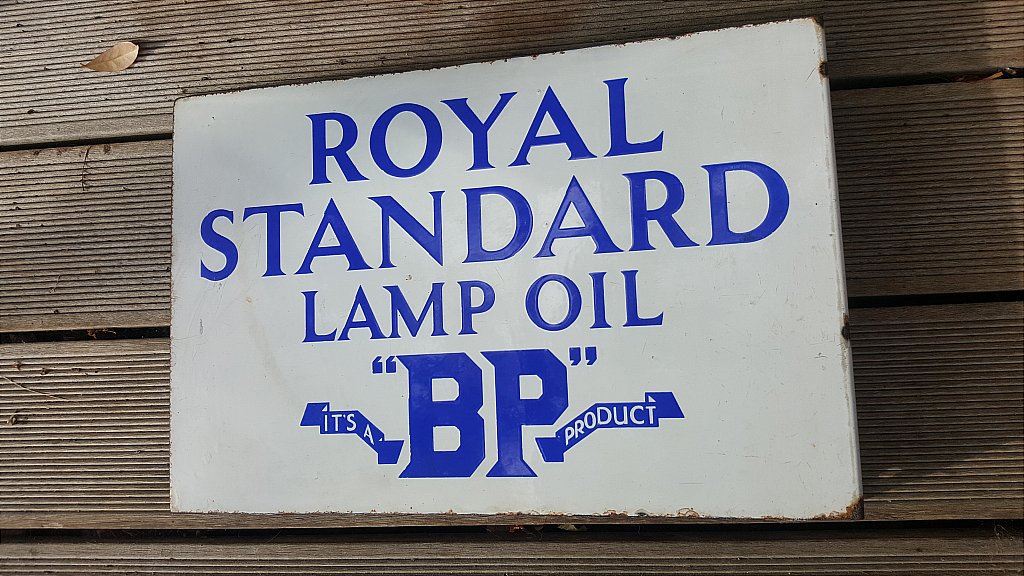 ROYAL
STANDARD
LAMP OIL
"BP"
IT'S A PRODUCT